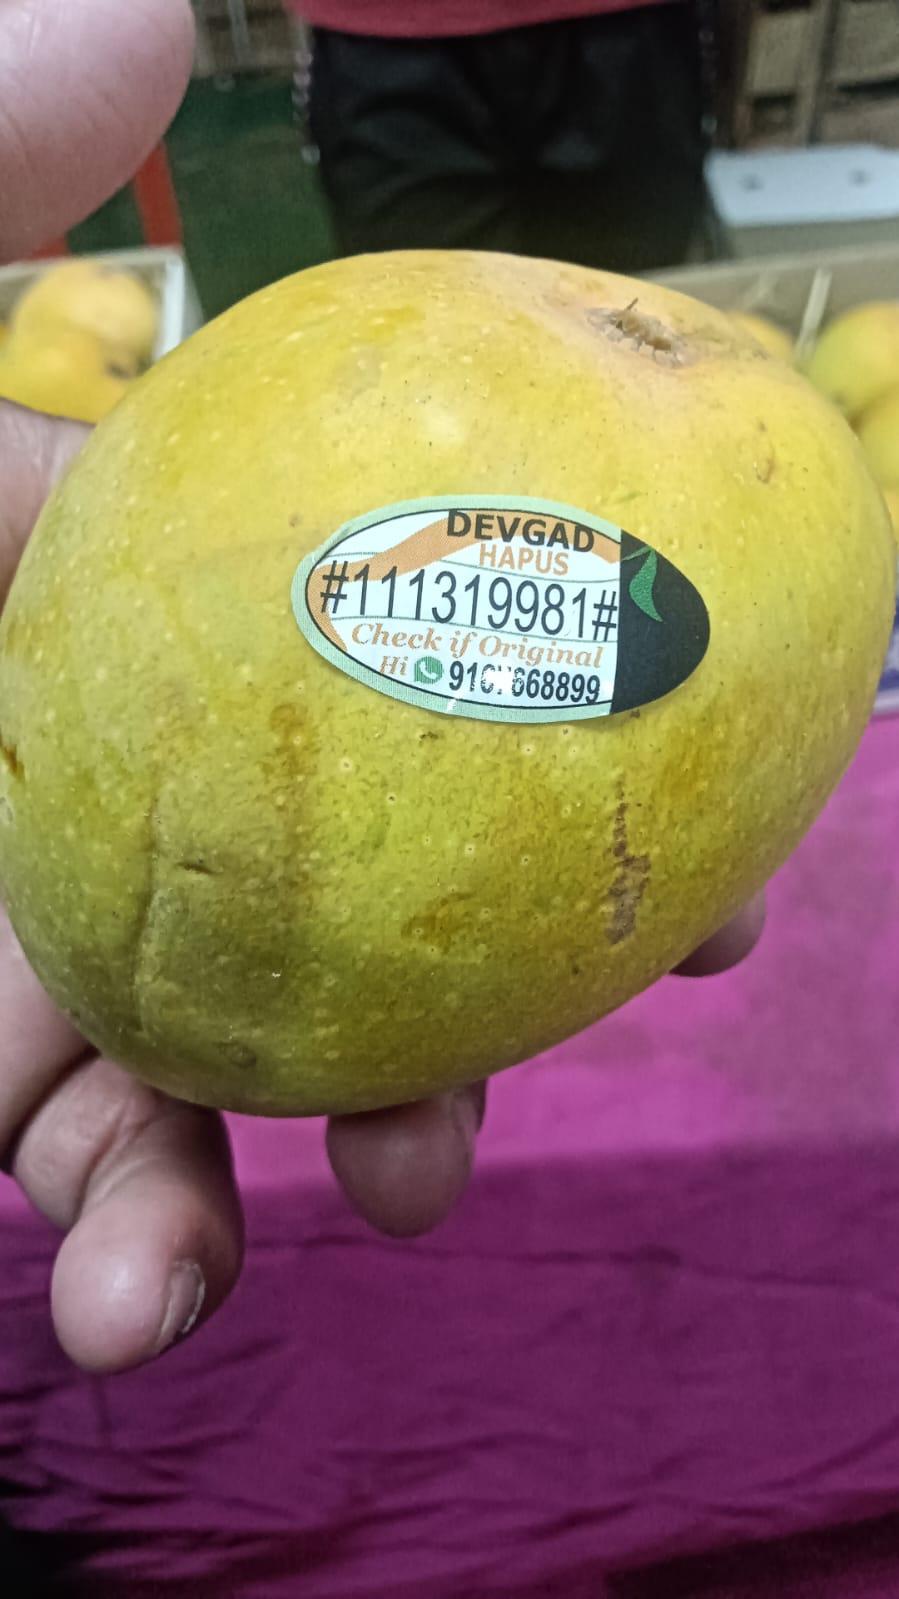 DEVGAD
HAPUS
#111319981#
Check if Original
Hi